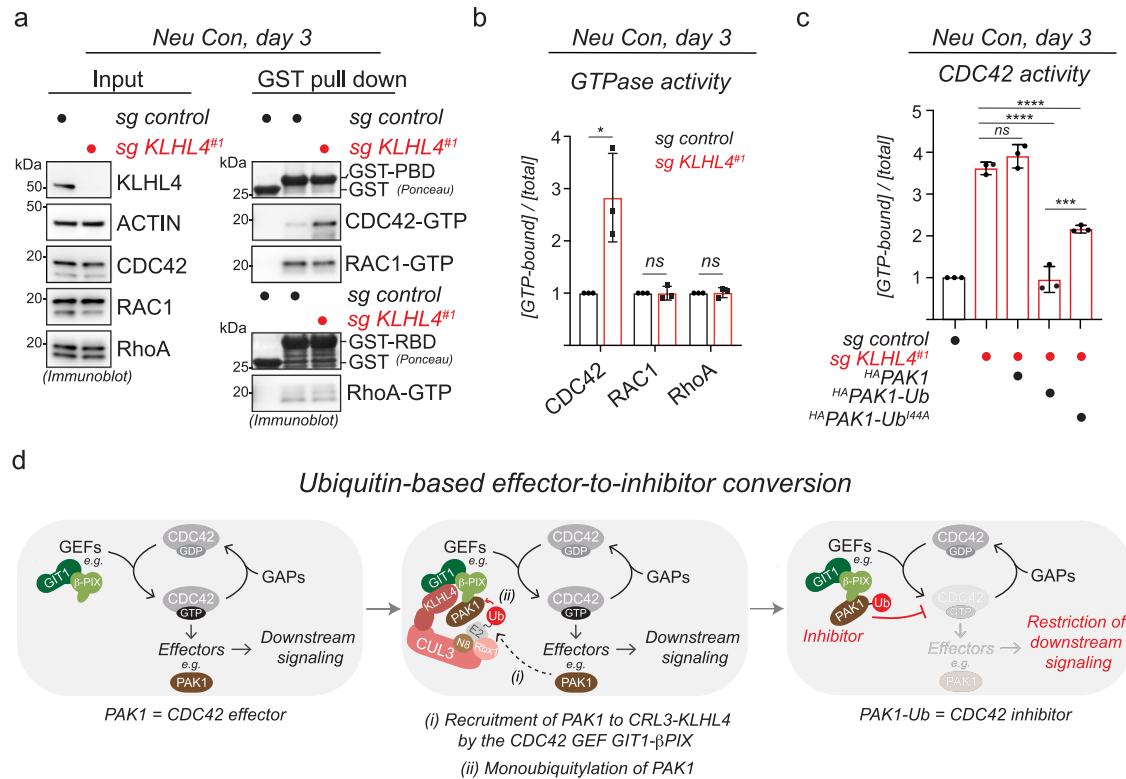 a
Neu Con, day 3
Input
GST pull down
sg control
sg KLHL4#1
kDa
50
KLHL4
50
ACTIN
20
CDC42
20
RAC1
20
RhoA
(Immunoblot)
kDa
25
GST-PBD
GST (Ponceau)
20
CDC42-GTP
20
RAC1-GTP
sg control
sg KLHL4#1
kDa
25
GST-RBD
GST (Ponceau)
20
RhoA-GTP
(Immunoblot)
b
Neu Con, day 3
GTPase activity
sg control
sg KLHL4#1
[GTP-bound] / [total]
4
3
2
1
0
*
ns
ns
CDC42
RAC1
RhoA
c
Neu Con, day 3
CDC42 activity
[GTP-bound] / [total]
6
5
4
3
2
1
0
****
****
ns
***
sg control
sg KLHL4#1
HAPAK1
HAPAK1-Ub
HAPAK1-UbI44A
d
Ubiquitin-based effector-to-inhibitor conversion
GEFs
e.g.
GIT1
β-PIX
CDC42
GDP
GAPs
CDC42
GTP
Effectors
e.g.
PAK1
Downstream
signaling
PAK1 = CDC42 effector
GEFs
e.g.
GIT1
β-PIX
KLHL4
PAK1
(ii)
Ub
E2
N8
Rbx1
CUL3
(i)
CDC42
GDP
GAPs
CDC42
GTP
Effectors
e.g.
PAK1
Downstream
signaling
(i) Recruitment of PAK1 to CRL3-KLHL4
by the CDC42 GEF GIT1-βPIX
(ii) Monoubiquitylation of PAK1
GEFs
e.g.
GIT1
β-PIX
PAK1
Ub
Inhibitor
CDC42
GDP
GAPs
CDC42
GTP
Effectors
e.g.
PAK1
Restriction of
downstream
signaling
PAK1-Ub = CDC42 inhibitor